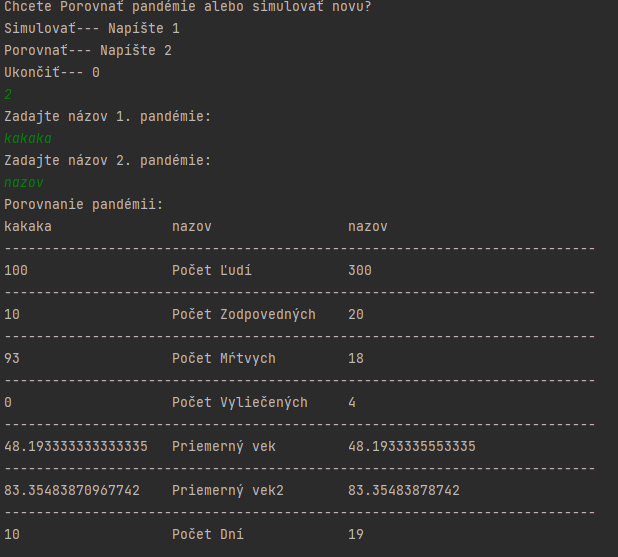 Chcete Porovnať pandémie alebo simulovať novu?
Simulovať--- Napíšte 1
Porovnať--- Napíšte 2
Ukončiť--- 0
2
Zadajte názov 1. pandémie:
kakaka
Zadajte názov 2. pandémie:
nazov
Porovnanie pandémii:
kakaka nazov nazov
--------------------------------------------------------------------------
100 Počet Ľudí 300
--------------------------------------------------------------------------
10 Počet Zodpovedných 20
--------------------------------------------------------------------------
93 Počet Mŕtvych 18
--------------------------------------------------------------------------
0 Počet Vyliečených 4
--------------------------------------------------------------------------
48.193333333333335 Priemerný vek 48.1933335553335
--------------------------------------------------------------------------
83.35483870967742 Priemerný vek2 83.35483878742
--------------------------------------------------------------------------
10 Počet Dní 19